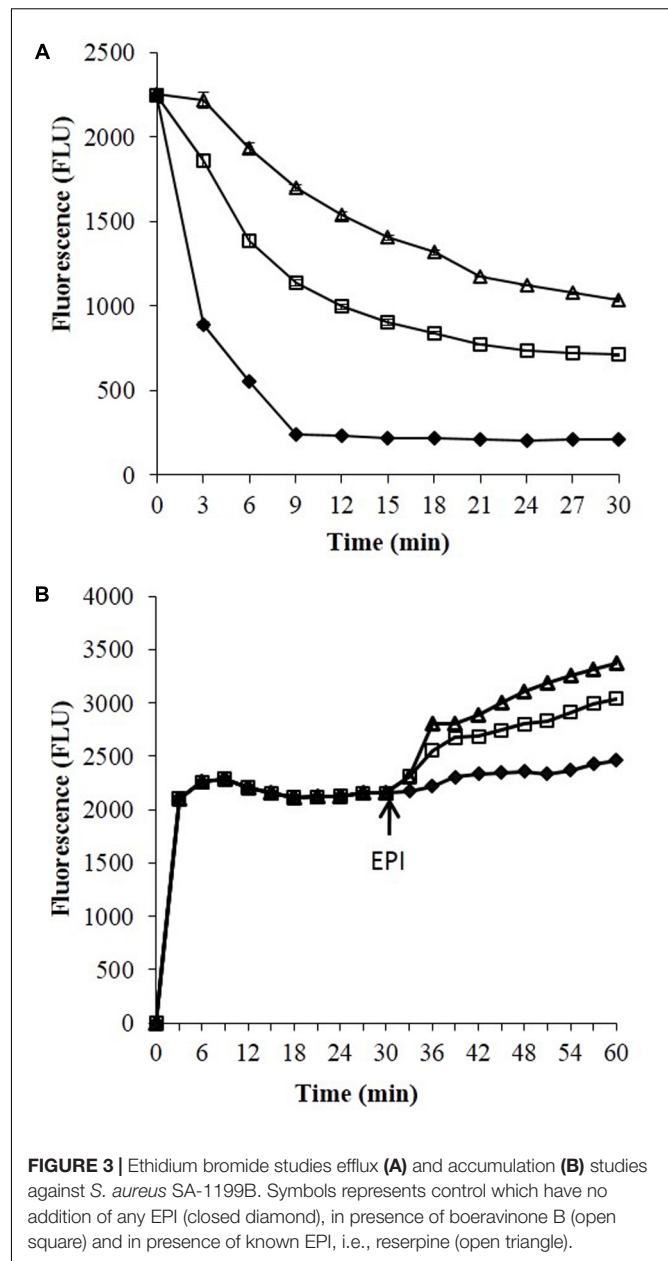 A
2500
2000
1500
1000
500
0
Fluorescence (FLU)
0 3 6 9 12 15 18 21 24 27 30
Time (min)
B
4000
3500
3000
2500
2000
1500
1000
500
0
Fluorescence (FLU)
EPI
0 6 12 18 24 30 36 42 48 54 60
Time (min)
FIGURE 3 | Ethidium bromide studies efflux (A) and accumulation (B) studies
against S. aureus SA-1199B. Symbols represents control which have no
addition of any EPI (closed diamond), in presence of boeravinone B (open
square) and in presence of known EPI, i.e., reserpine (open triangle).